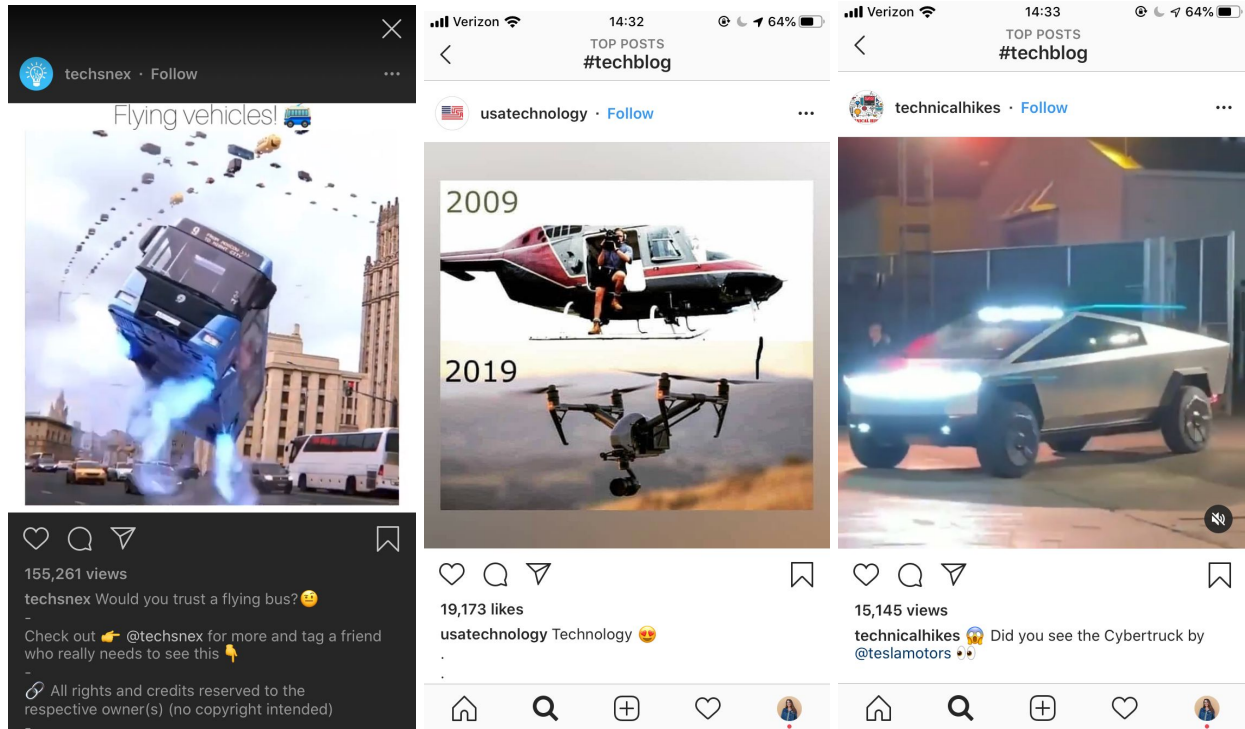 techsnex · Follow
Flying vehicles! 🚎
9
9
155,261 views
techsnex Would you trust a flying bus?🤨
-
Check out 👉 @techsnex for more and tag a friend
who really needs to see this 👇
-
🔗 All rights and credits reserved to the
respective owner(s) (no copyright intended)
-
Verizon 14:32 64%
TOP POSTS
#techblog
usatechnology · Follow
2009
2019
19,173 likes
usatechnology Technology 😍
.
.
Verizon 14:33 64%
TOP POSTS
#techblog
technicalhikes · Follow
15,145 views
technicalhikes 😱 Did you see the Cybertruck by
@teslamotors 👀